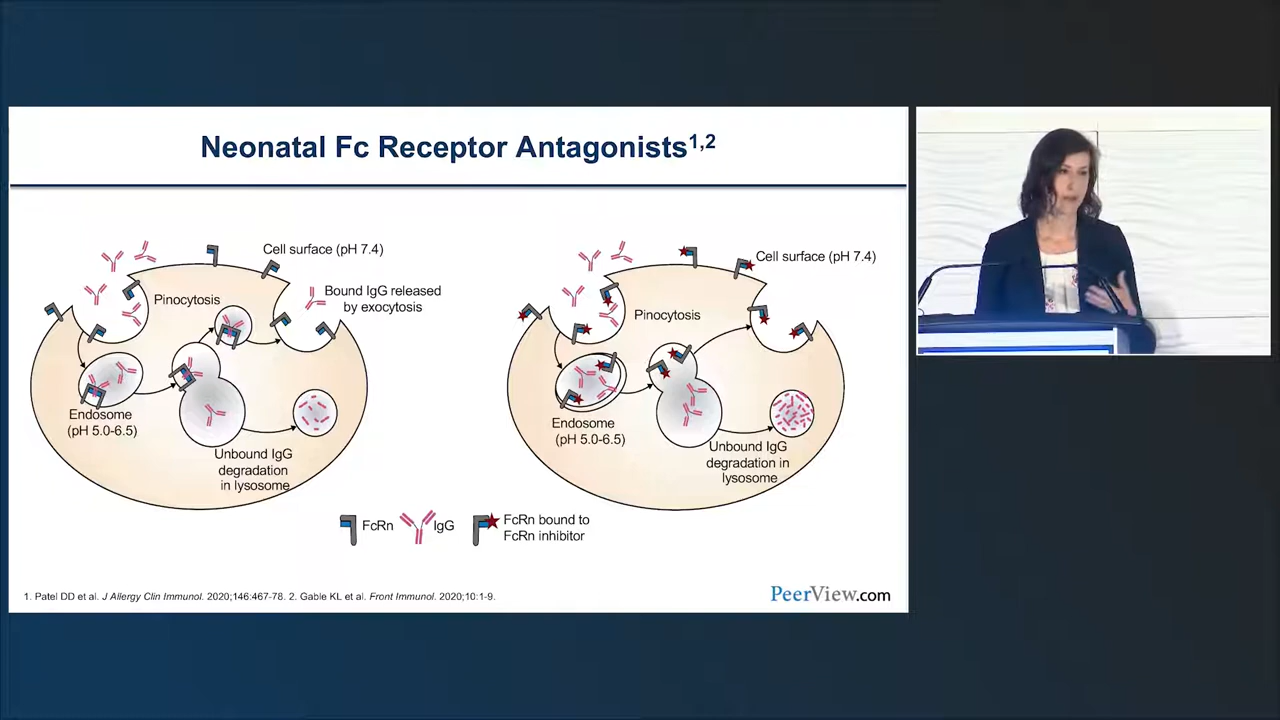 Neonatal Fc Receptor Antagonists1,2
Cell surface (pH 7.4)
Bound IgG released
by exocytosis
Pinocytosis
Endosome
(pH 5.0-6.5)
Unbound IgG
degradation
in lysosome
Cell surface (pH 7.4)
Pinocytosis
Endosome
(pH 5.0-6.5)
Unbound IgG
degradation in
lysosome
FcRn
IgG
FcRn bound to
FcRn inhibitor
1. Patel DD et al. J Allergy Clin Immunol. 2020;146:467-78. 2. Gable KL et al. Front Immunol. 2020;10:1-9.
PeerView.com